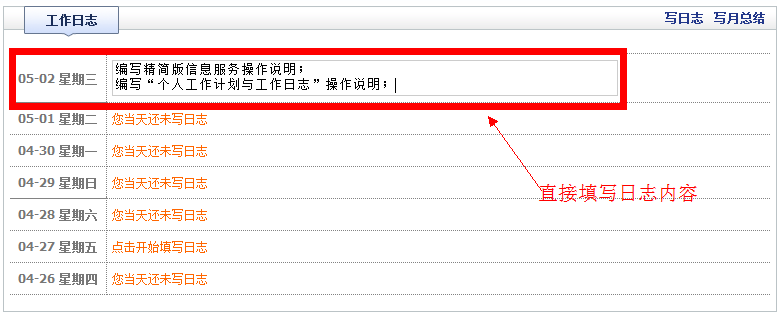 工作日志
写日志 写月总结
05-02 星期三
编写精简版信息服务操作说明；
编写“个人工作计划与工作日志”操作说明；
05-01 星期二 您当天还未写日志
04-30 星期一 您当天还未写日志
04-29 星期日 您当天还未写日志
直接填写日志内容
04-28 星期六 您当天还未写日志
04-27 星期五 点击开始填写日志
04-26 星期四 您当天还未写日志